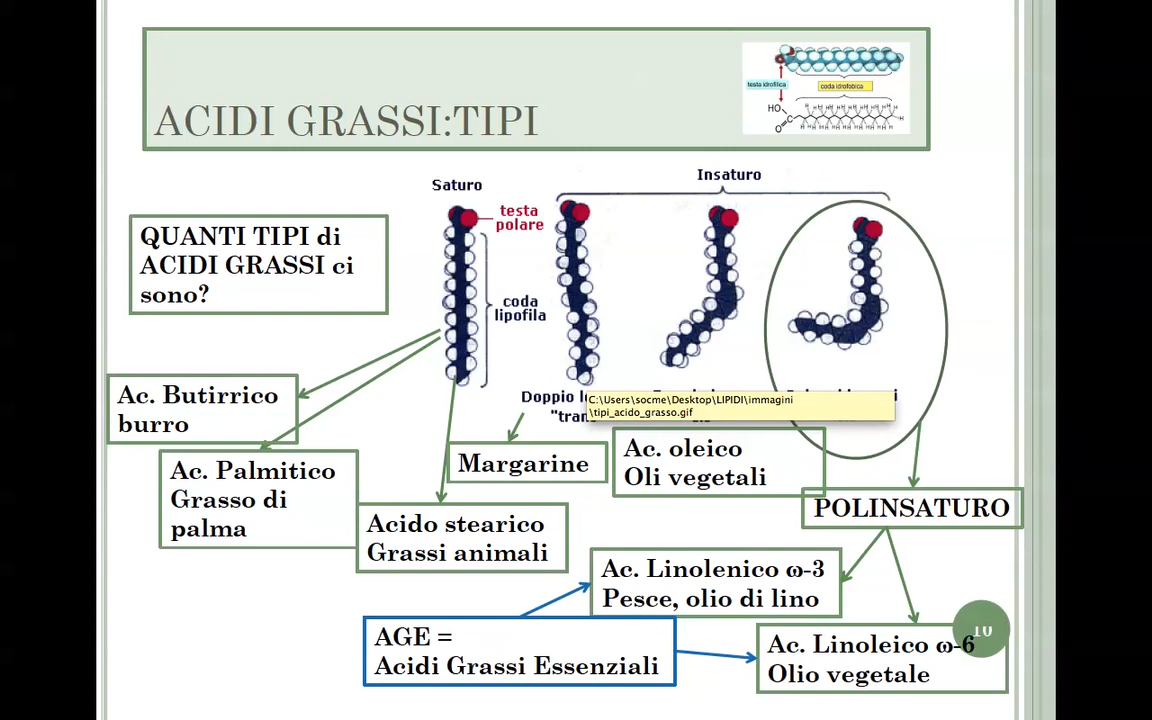 ACIDI GRASSI:TIPI
testa idrofilica
coda idrofobica
HO
O
C
H
Saturo
Insaturo
testa
polare
coda
lipofila
QUANTI TIPI di
ACIDI GRASSI ci
sono?
Doppio
"tran
C:\Users\socme\Desktop\LIPIDI\immagini
\tipi_acido_grasso.gif
Ac. Butirrico
burro
Ac. Palmitico
Grasso di
palma
Acido stearico
Grassi animali
Margarine
Ac. oleico
Oli vegetali
POLINSATURO
Ac. Linolenico ω-3
Pesce, olio di lino
AGE =
Acidi Grassi Essenziali
10
Ac. Linoleico ω-6
Olio vegetale